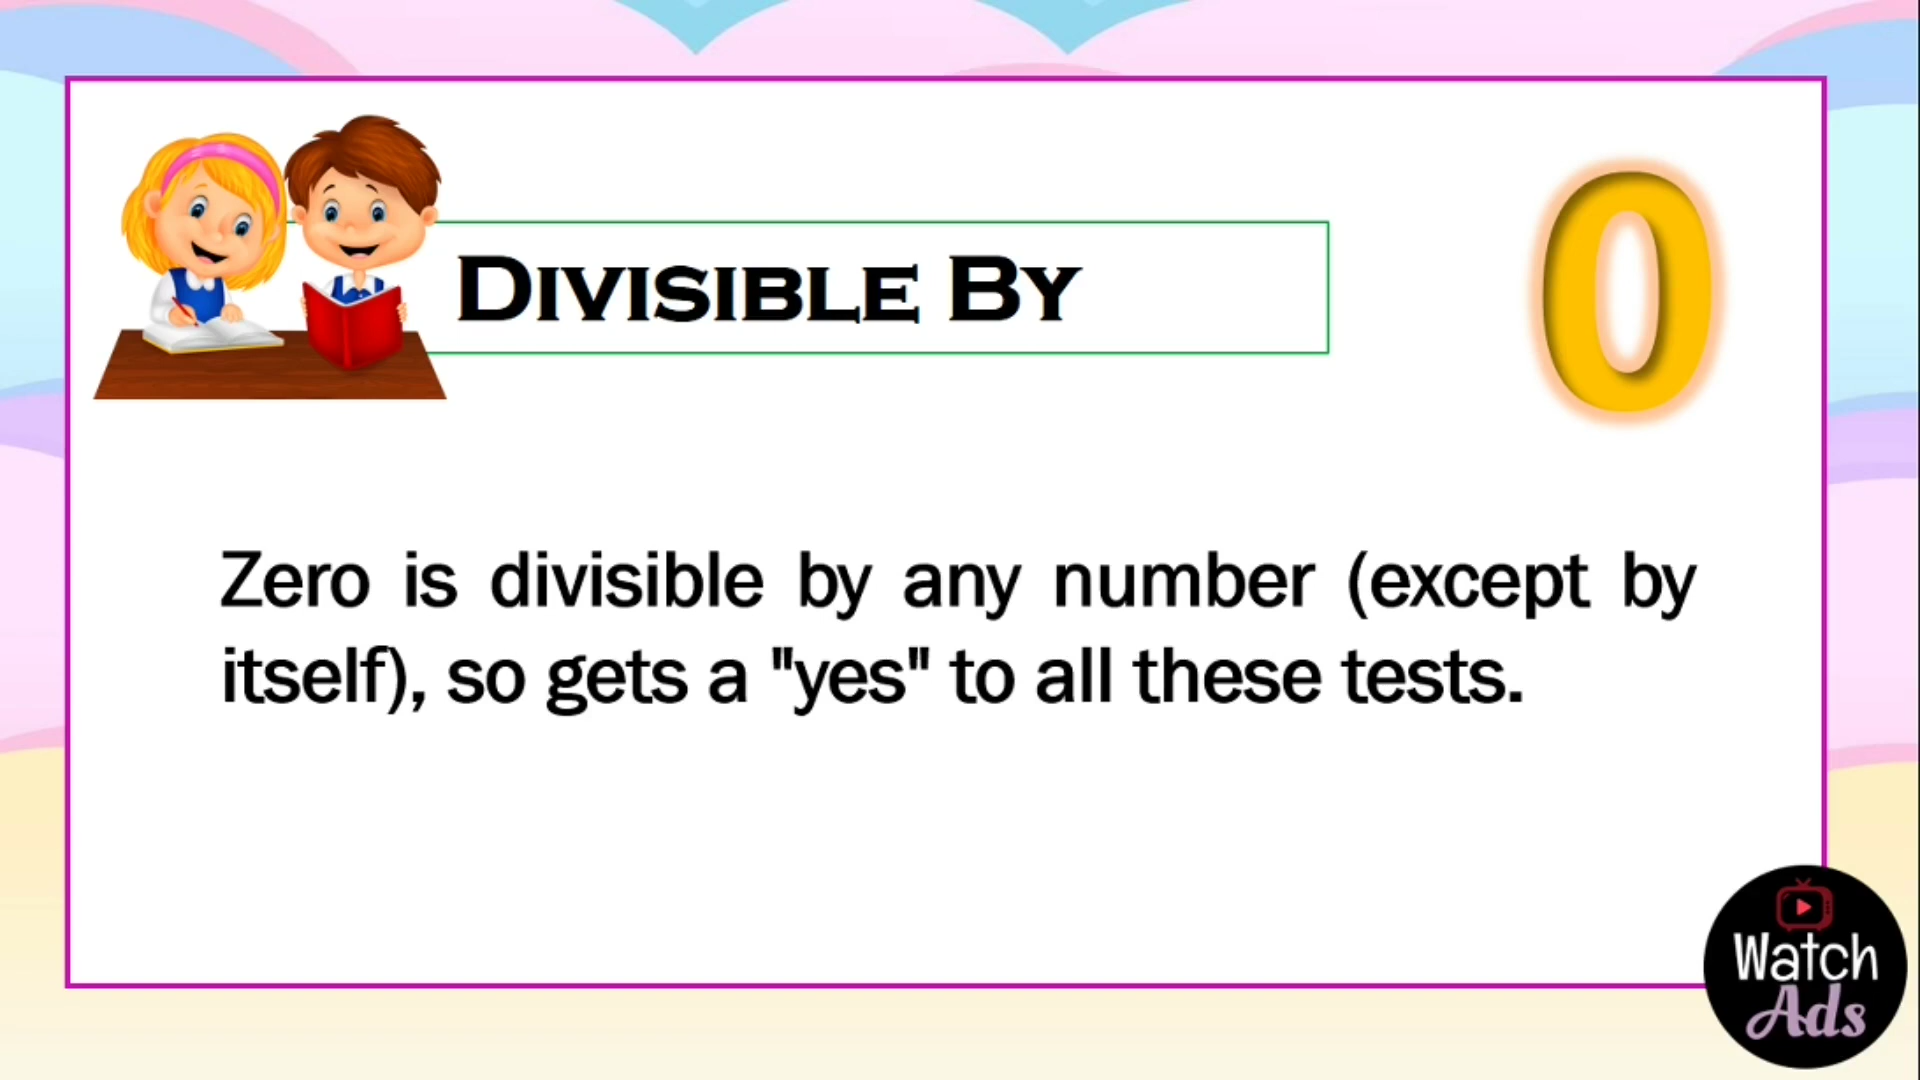 Divisible By
0
Zero is divisible by any number (except by
itself), so gets a "yes" to all these tests.
Watch
Ads